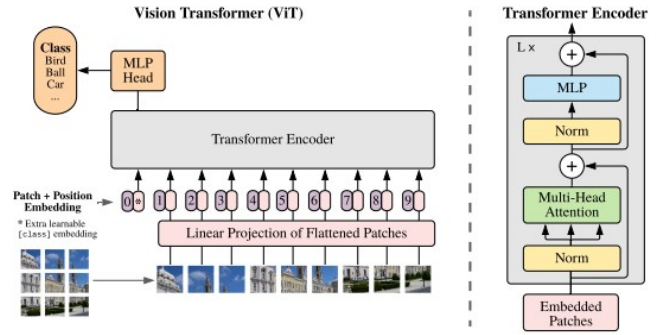 Vision Transformer (ViT)
Class
Bird
Ball
Car
...
MLP
Head
Transformer Encoder
Patch + Position
Embedding
* Extra learnable
[class] embedding
0 * 1 2 3 4 5 6 7 8 9
Linear Projection of Flattened Patches
Transformer Encoder
L x
+
MLP
Norm
+
Multi-Head
Attention
Norm
Embedded
Patches